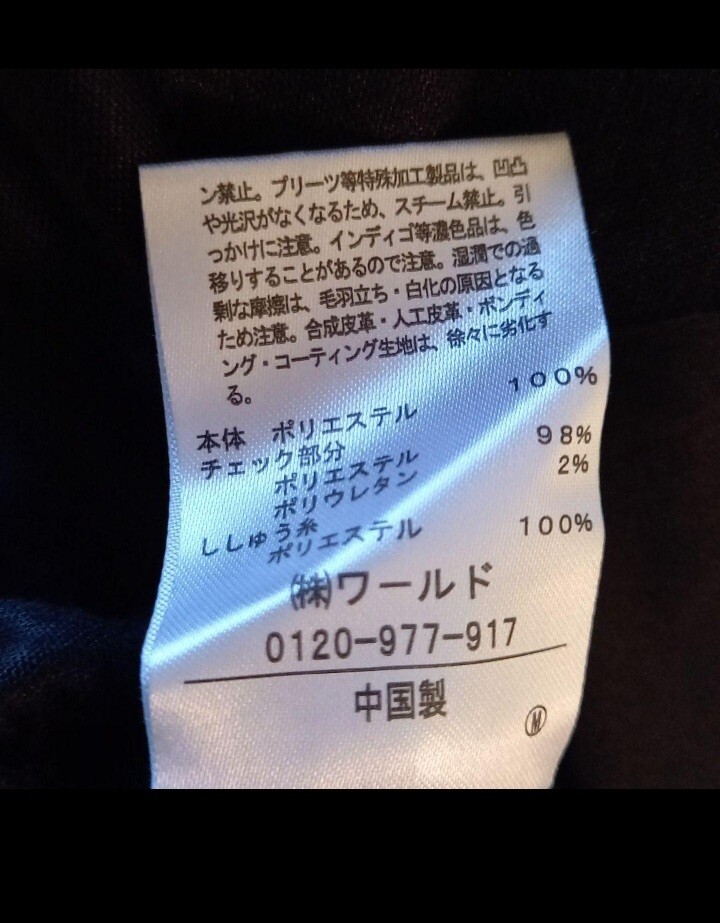 ン禁止。プリーツ等特殊加工製品は、凹凸
や光沢がなくなるため、スチーム禁止。引
っかけに注意。インディゴ等濃色品は、色
移りすることがあるので注意。湿潤での過
剰な摩擦は、毛羽立ち・白化の原因となる
ため注意。合成皮革・人工皮革・ボンディ
ング・コーティング生地は、徐々に劣化す
る。
本体 ポリエステル 100%
チェック部分
ポリエステル 98%
ポリウレタン 2%
ししゅう糸
ポリエステル 100%
㈱ワールド
0120-977-917
中国製
Ⓜ